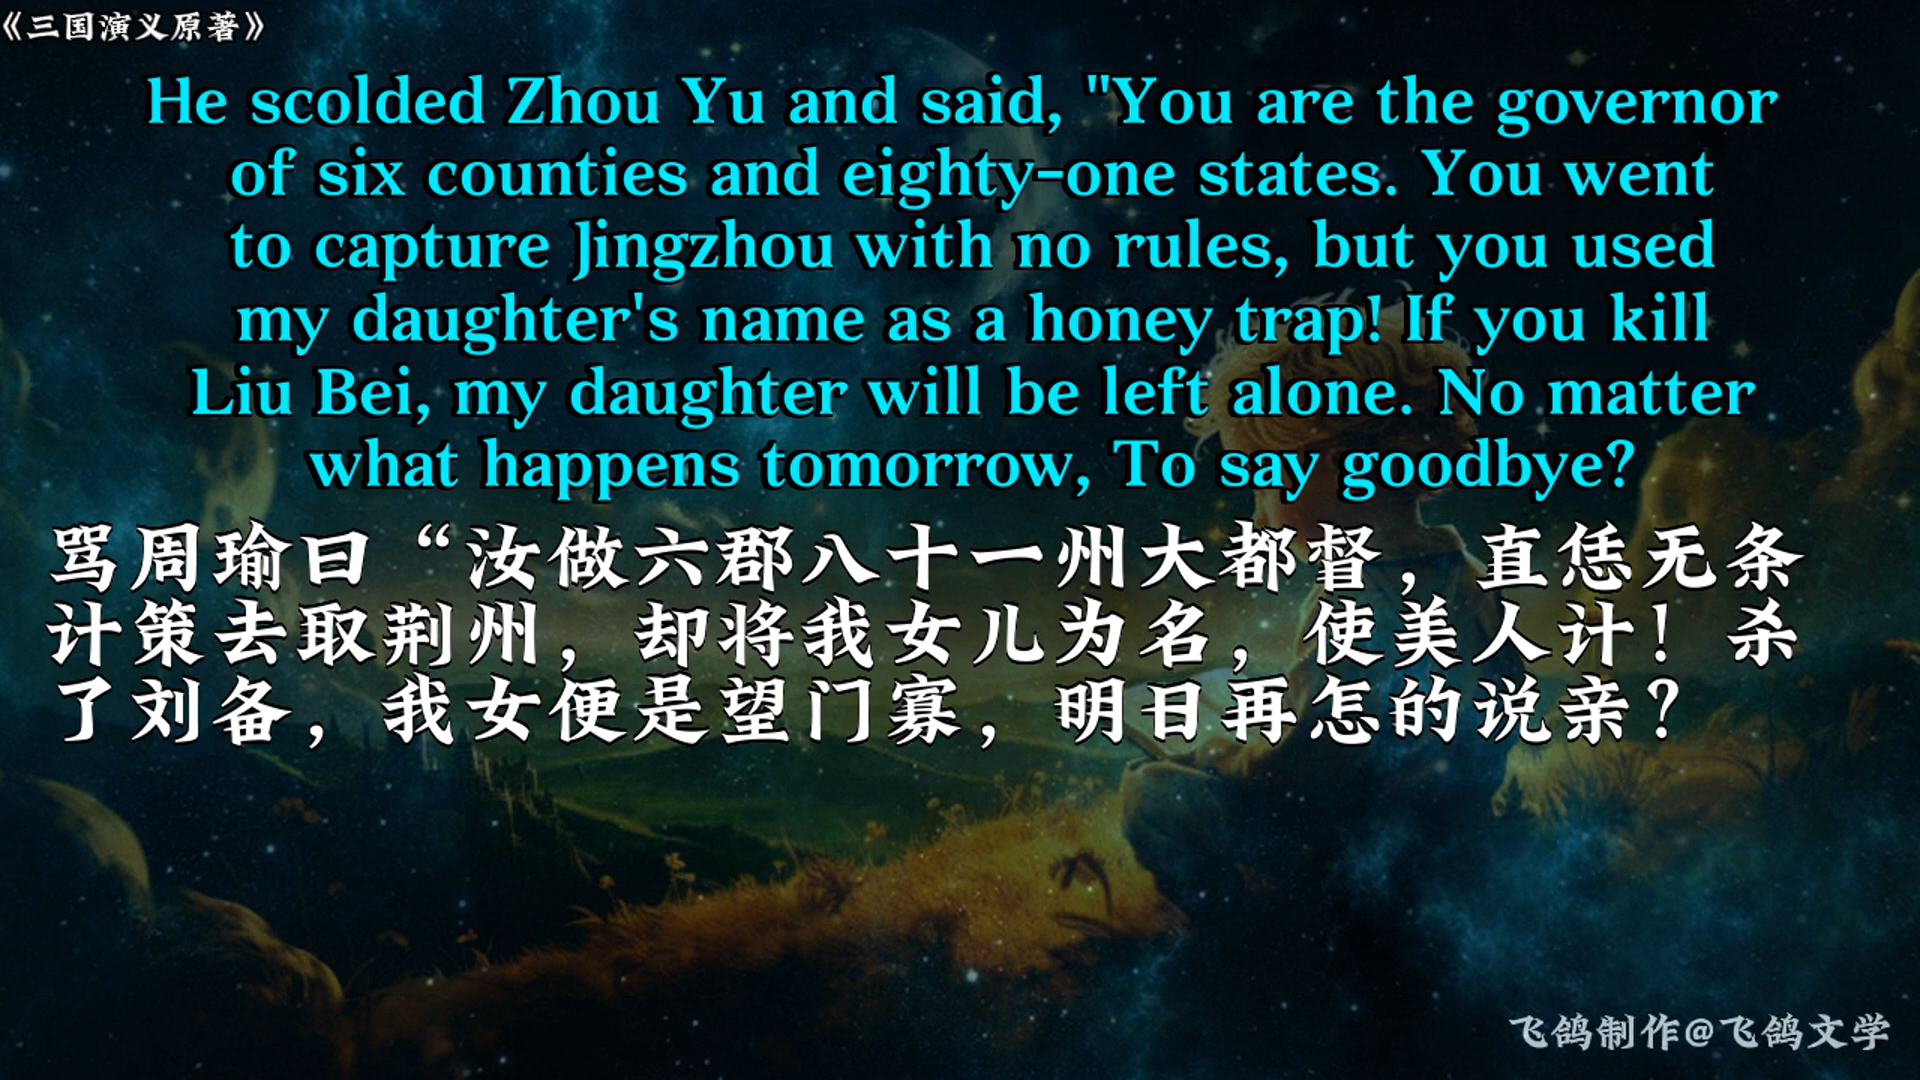 《三国演义原著》
He scolded Zhou Yu and said, "You are the governor
of six counties and eighty-one states. You went
to capture Jingzhou with no rules, but you used
my daughter's name as a honey trap! If you kill
Liu Bei, my daughter will be left alone. No matter
what happens tomorrow, To say goodbye?
骂周瑜曰“汝做六郡八十一州大都督，直恁无条
计策去取荆州，却将我女儿为名，使美人计！杀
了刘备，我女便是望门寡，明日再怎的说亲？
飞鸽制作@飞鸽文学